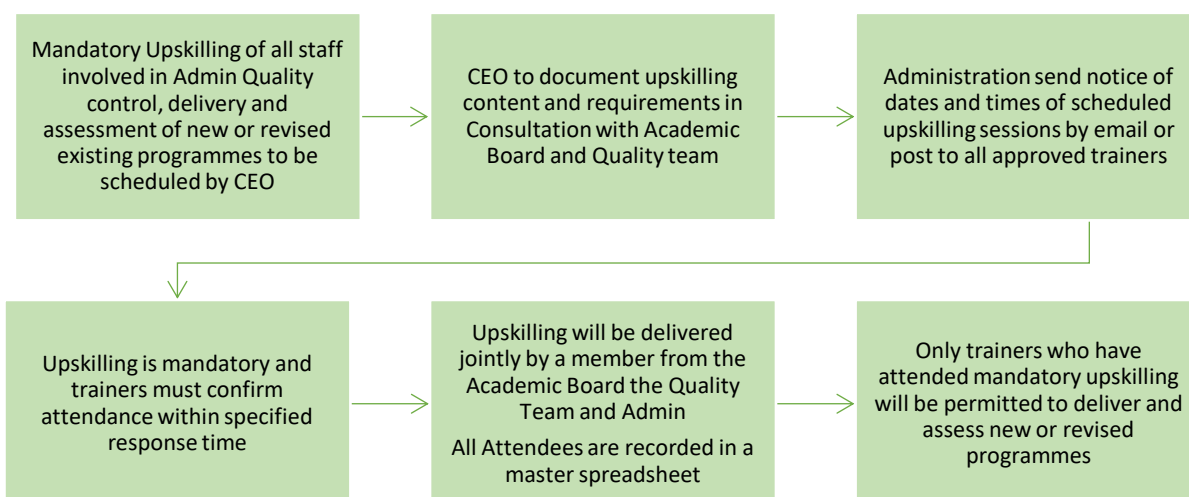 Mandatory Upskilling of all staff
involved in Admin Quality
control, delivery and
assessment of new or revised
existing programmes to be
scheduled by CEO
CEO to document upskilling
content and requirements in
Consultation with Academic
Board and Quality team
Administration send notice of
dates and times of scheduled
upskilling sessions by email or
post to all approved trainers
Upskilling is mandatory and
trainers must confirm
attendance within specified
response time
Upskilling will be delivered
jointly by a member from the
Academic Board the Quality
Team and Admin
All Attendees are recorded in a
master spreadsheet
Only trainers who have
attended mandatory upskilling
will be permitted to deliver and
assess new or revised
programmes